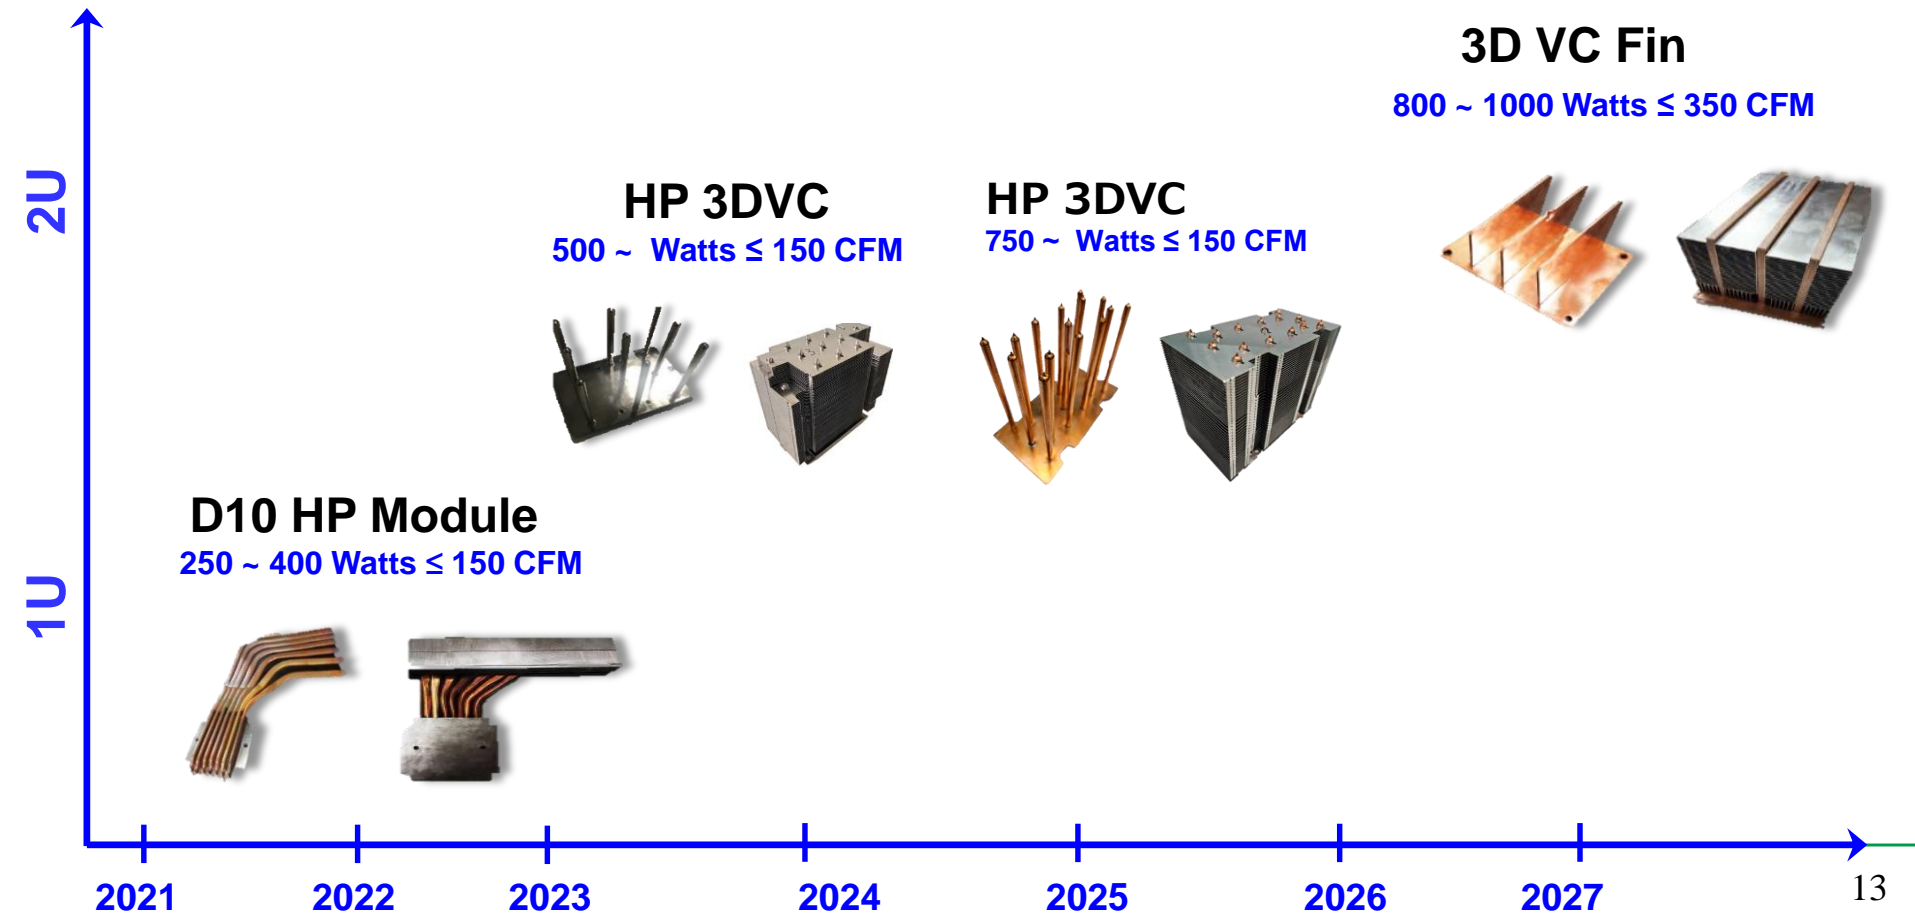 3D VC Fin
800 ~ 1000 Watts ≤ 350 CFM
2U
HP 3DVC
500 ~ Watts ≤ 150 CFM
HP 3DVC
750 ~ Watts ≤ 150 CFM
D10 HP Module
250 ~ 400 Watts ≤ 150 CFM
1U
2021
2022
2023
2024
2025
2026
2027
13